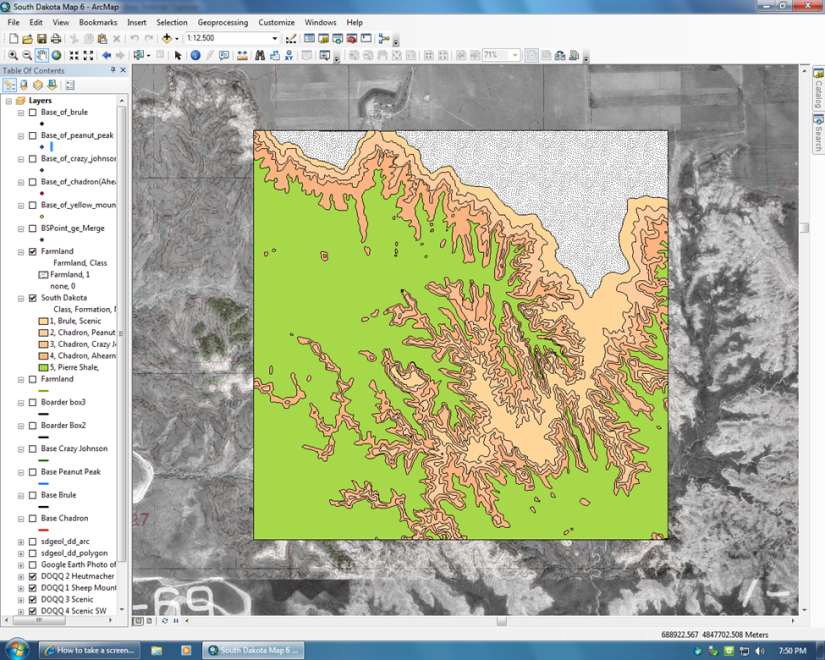 South Dakota Map 6 - ArcMap
File Edit View Bookmarks Insert Selection Geoprocessing Customize Windows Help
1:12,500
71%
Table Of Contents
Layers
Base_of_brule
Base_of_peanut_peak
Base_of_crazy_johnson
Base_of_chadron(Ahea
Base_of_yellow_moun
BSPoint_ge_Merge
Farmland
Farmland, Class
Farmland, 1
none, 0
South Dakota
Class, Formation, M
1, Brule, Scenic
2, Chadron, Peanut
3, Chadron, Crazy J
4, Chadron, Ahearn
5, Pierre Shale,
Farmland
Boarder box3
Boarder Box2
Base Crazy Johnson
Base Peanut Peak
Base Brule
Base Chadron
sdgeol_dd_arc
sdgeol_dd_polygon
Google Earth Photo of
DOQQ 2 Heutmacher
DOQQ 1 Sheep Mount
DOQQ 3 Scenic
DOQQ 4 Scenic SW
Catalog
Search
27
-69
688922.567 4847702.508 Meters
How to take a screen...
South Dakota Map 6 ...
7:50 PM